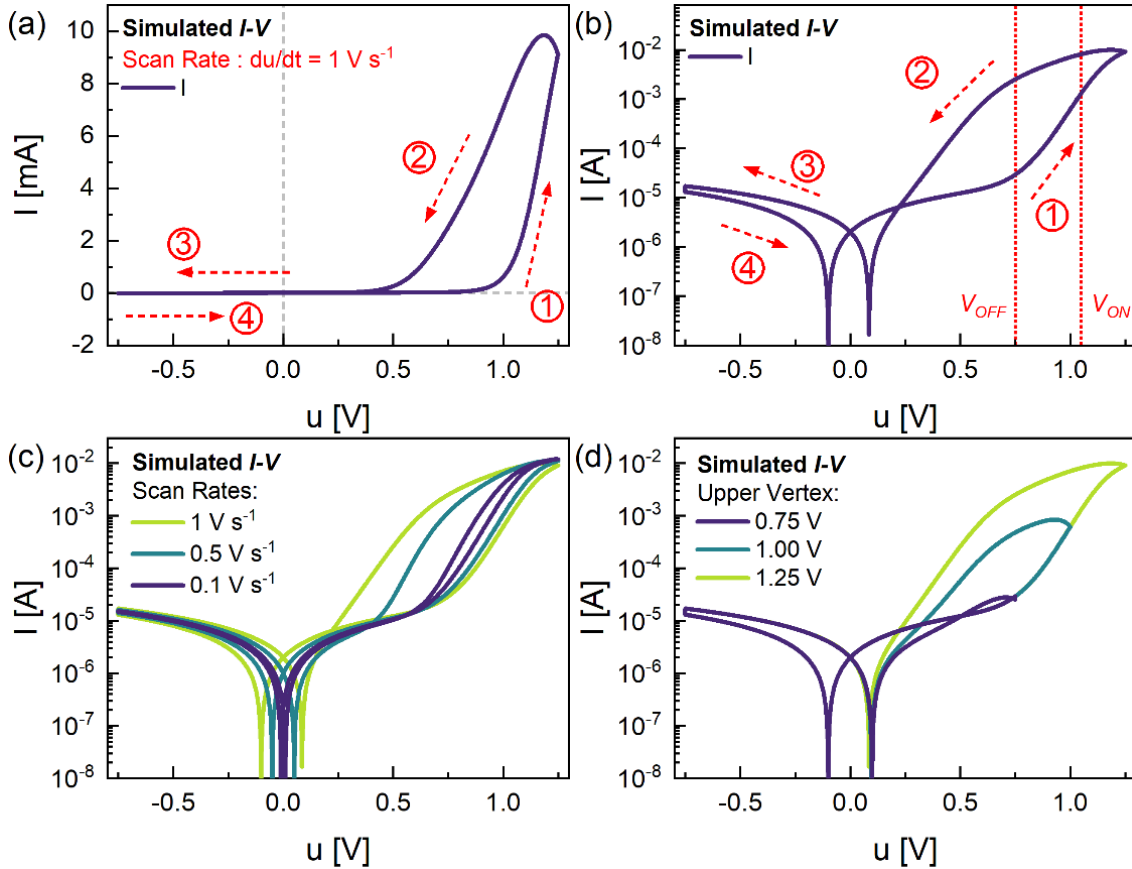 (a)
Simulated I-V
Scan Rate : du/dt = 1 V s⁻¹
I
②
③
④
①
I [mA]
10
8
6
4
2
0
-2
-0.5
0.0
0.5
1.0
u [V]
(b)
Simulated I-V
I
②
③
①
④
V_OFF
V_ON
I [A]
10⁻²
10⁻³
10⁻⁴
10⁻⁵
10⁻⁶
10⁻⁷
10⁻⁸
-0.5
0.0
0.5
1.0
u [V]
(c)
Simulated I-V
Scan Rates:
1 V s⁻¹
0.5 V s⁻¹
0.1 V s⁻¹
I [A]
10⁻²
10⁻³
10⁻⁴
10⁻⁵
10⁻⁶
10⁻⁷
10⁻⁸
-0.5
0.0
0.5
1.0
u [V]
(d)
Simulated I-V
Upper Vertex:
0.75 V
1.00 V
1.25 V
I [A]
10⁻²
10⁻³
10⁻⁴
10⁻⁵
10⁻⁶
10⁻⁷
10⁻⁸
-0.5
0.0
0.5
1.0
u [V]